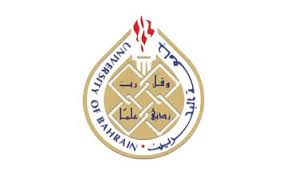 جامعة البحرين
UNIVERSITY OF BAHRAIN
وقل رب
زدني علما